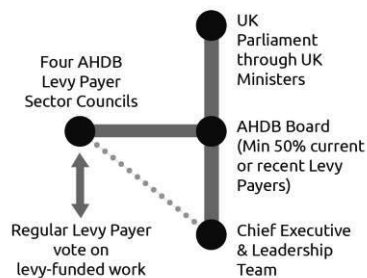 UK
Parliament
through UK
Ministers
Four AHDB
Levy Payer
Sector Councils
AHDB Board
(Min 50% current
or recent Levy
Payers)
Regular Levy Payer
vote on
levy-funded work
Chief Executive
& Leadership
Team